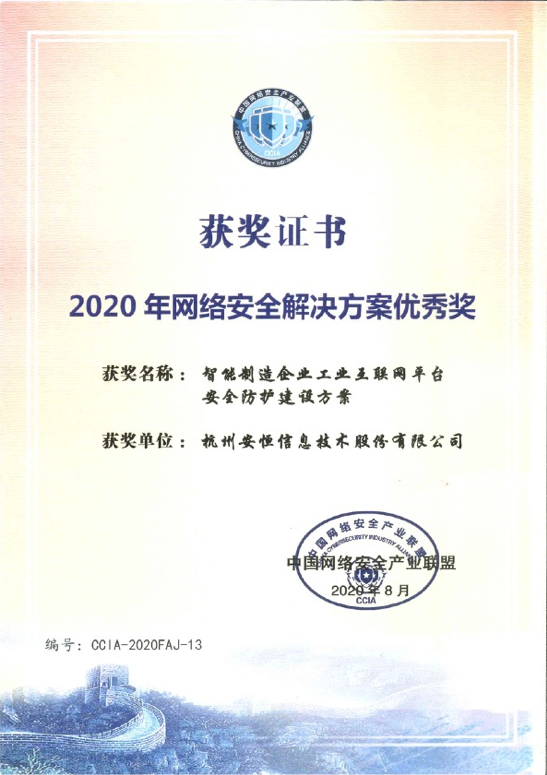 中国网络安全产业联盟
CHINA CYBERSECURITY INDUSTRY ALLIANCE
CCIA
获奖证书
2020年网络安全解决方案优秀奖
获奖名称：智能制造企业工业互联网平台
安全防护建设方案
获奖单位：杭州安恒信息技术股份有限公司
中国网络安全产业联盟
CHINA CYBERSECURITY INDUSTRY ALLIANCE
中国网络安全产业联盟
2020年8月
CCIA
编号：CCIA-2020FAJ-13